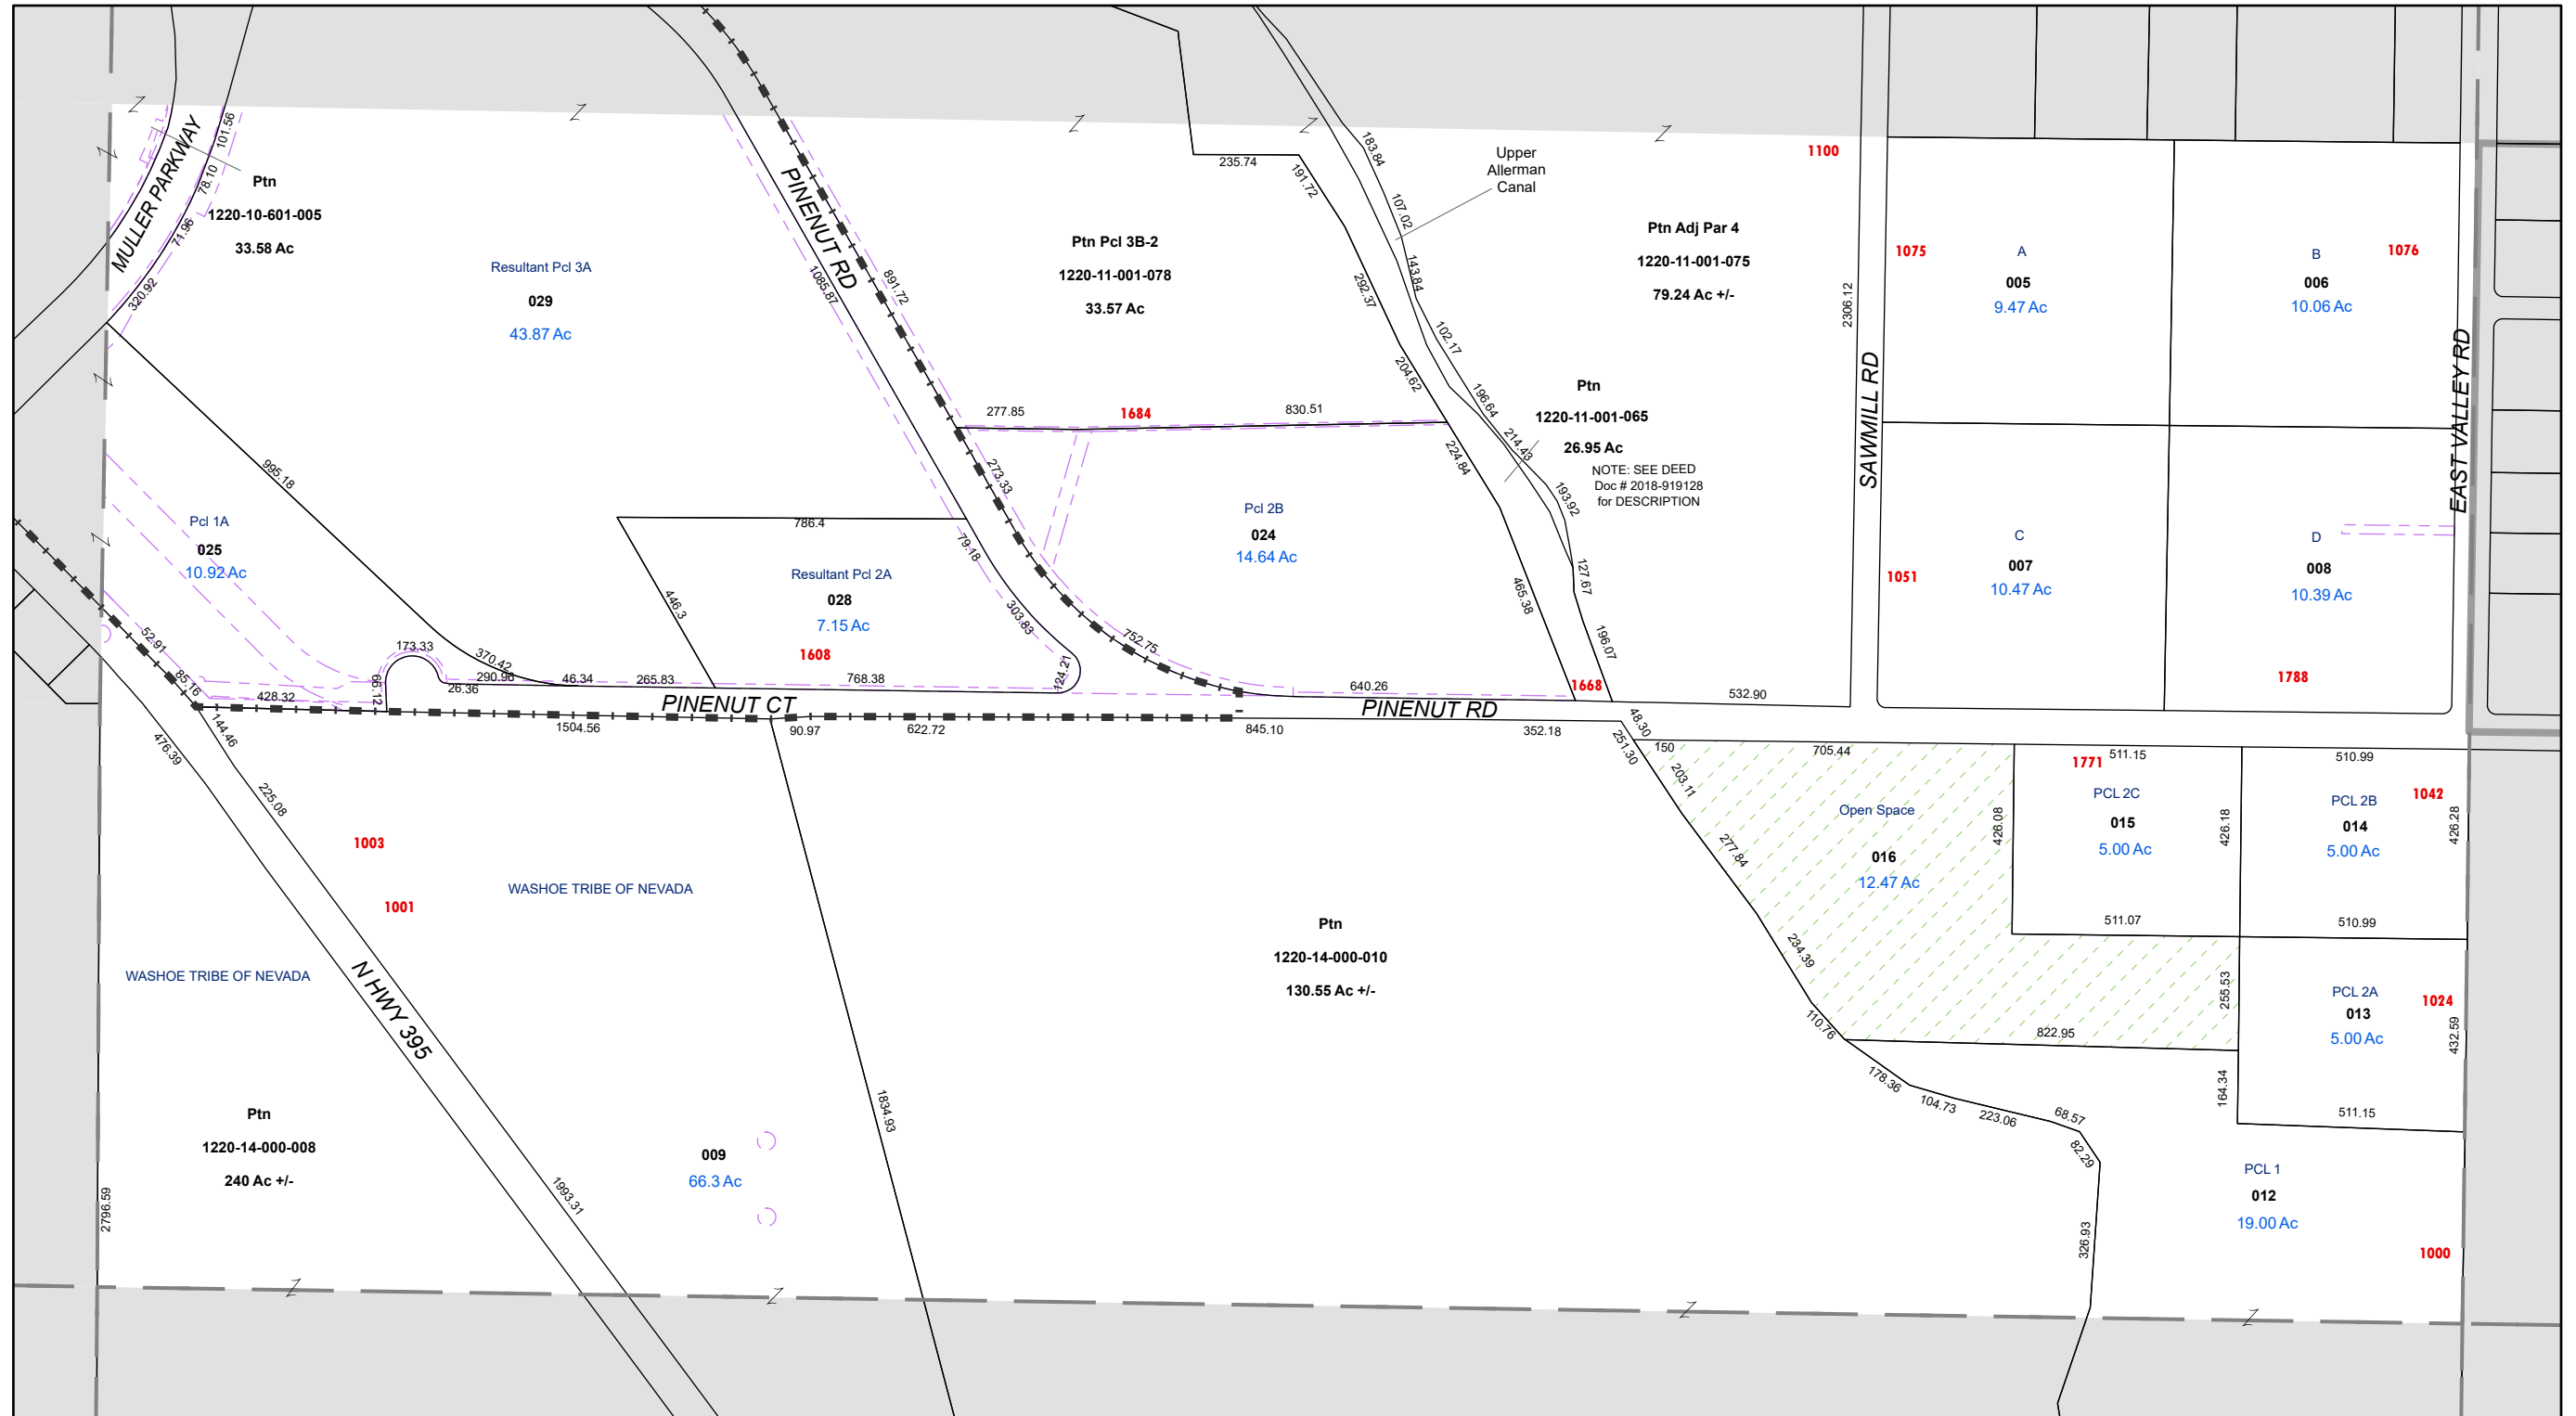 MULLER PARKWAY
101.56
78.10
71.96
320.92
Ptn
1220-10-601-005
33.58 Ac
Resultant Pcl 3A
029
43.87 Ac
995.18
PINENUT RD
1085.87
891.72
273.33
Ptn Pcl 3B-2
1220-11-001-078
33.57 Ac
235.74
191.72
292.37
204.62
277.85
1684
830.51
Upper
Allerman
Canal
183.84
107.02
143.84
102.17
196.64
214.43
193.92
127.67
196.07
Ptn Adj Par 4
1220-11-001-075
79.24 Ac +/-
1100
2306.12
Ptn
1220-11-001-065
26.95 Ac
NOTE: SEE DEED
Doc # 2018-919128
for DESCRIPTION
SAWMILL RD
1075
A
005
9.47 Ac
B
006
10.06 Ac
1076
EAST VALLEY RD
C
007
10.47 Ac
1051
D
008
10.39 Ac
1788
Pcl 1A
025
10.92 Ac
52.91
85.16
428.32
66.12
173.33
26.36
370.42
290.96
46.34
265.83
786.4
446.3
Resultant Pcl 2A
028
7.15 Ac
1608
768.38
79.18
303.83
124.21
Pcl 2B
024
14.64 Ac
224.84
465.38
752.75
640.26
1668
532.90
PINENUT CT
PINENUT RD
1504.56
90.97
622.72
845.10
352.18
48.30
251.30
144.46
476.39
225.08
1003
1001
WASHOE TRIBE OF NEVADA
WASHOE TRIBE OF NEVADA
N HWY 395
Ptn
1220-14-000-008
240 Ac +/-
2796.59
1993.31
009
66.3 Ac
1834.93
Ptn
1220-14-000-010
130.55 Ac +/-
150
705.44
203.11
277.84
234.39
110.76
Open Space
016
12.47 Ac
426.08
1771
511.15
PCL 2C
015
5.00 Ac
426.18
511.07
510.99
PCL 2B
014
5.00 Ac
1042
426.28
510.99
255.53
PCL 2A
013
5.00 Ac
1024
432.59
822.95
164.34
511.15
178.36
104.73
223.06
68.57
82.29
326.93
PCL 1
012
19.00 Ac
1000